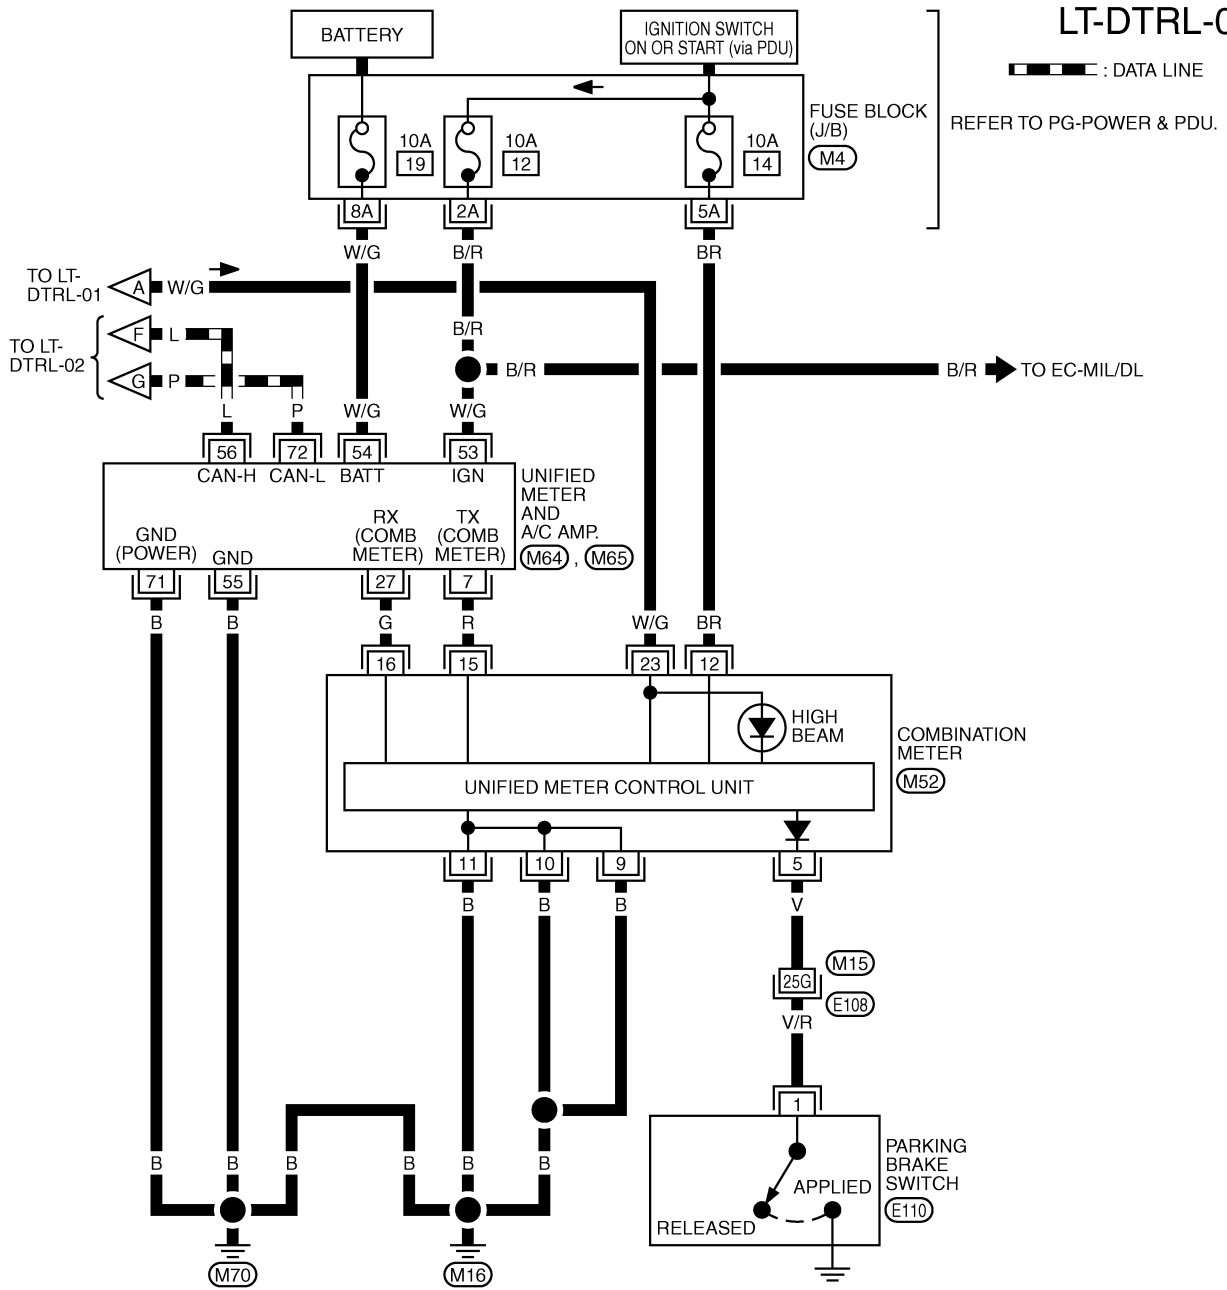 LT-DTRL-0
BATTERY
IGNITION SWITCH
ON OR START (via PDU)
: DATA LINE
REFER TO PG-POWER & PDU.
FUSE BLOCK
(J/B)
M4
10A
19
10A
12
10A
14
8A
2A
5A
W/G
B/R
BR
TO LT-
DTRL-01
A
W/G
F
L
TO LT-
DTRL-02
G
P
B/R
B/R
B/R
TO EC-MIL/DL
L
P
W/G
W/G
56
72
54
53
CAN-H
CAN-L
BATT
IGN
UNIFIED
METER
AND
A/C AMP.
M64 , M65
GND
(POWER)
GND
RX
(COMB
METER)
TX
(COMB
METER)
71
55
27
7
B
B
G
R
W/G
BR
16
15
23
12
HIGH
BEAM
COMBINATION
METER
M52
UNIFIED METER CONTROL UNIT
11
10
9
5
B
B
B
V
M15
25G
E108
V/R
1
PARKING
BRAKE
SWITCH
E110
APPLIED
RELEASED
B
B
B
B
B
B
M70
M16